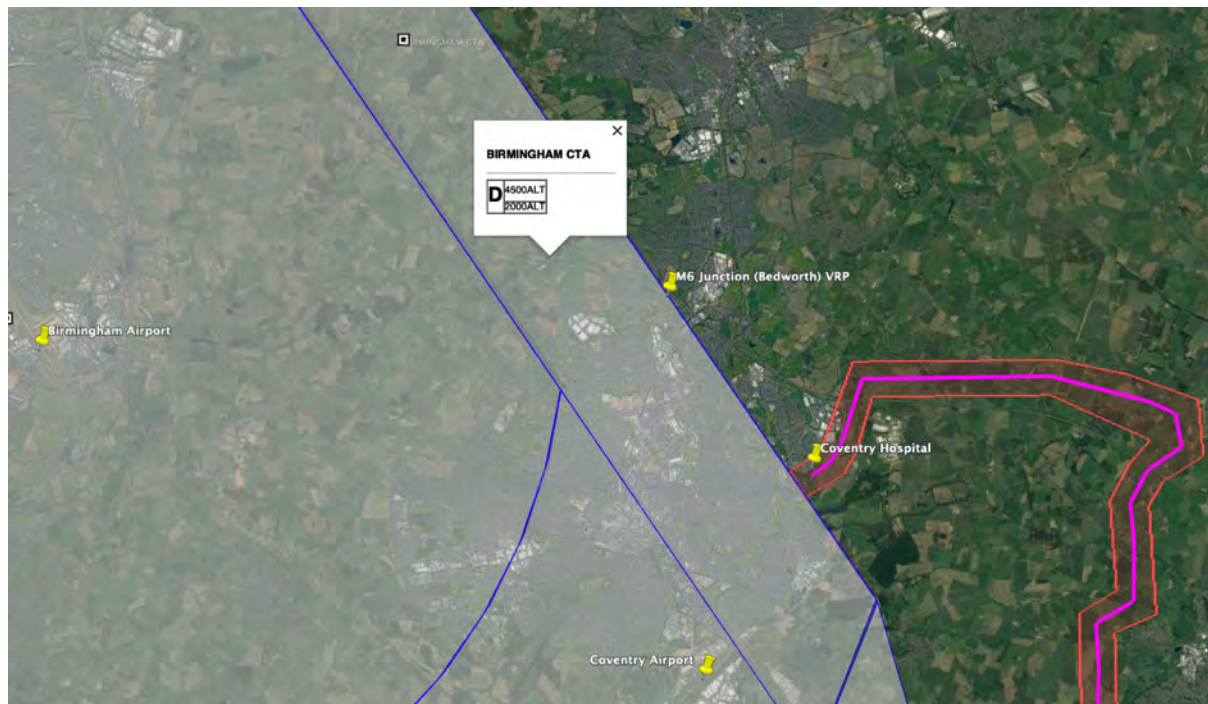 BIRMINGHAM CTA
BIRMINGHAM CTA
D
4500ALT
2000ALT
M6 Junction (Bedworth) VRP
Birmingham Airport
Coventry Hospital
Coventry Airport